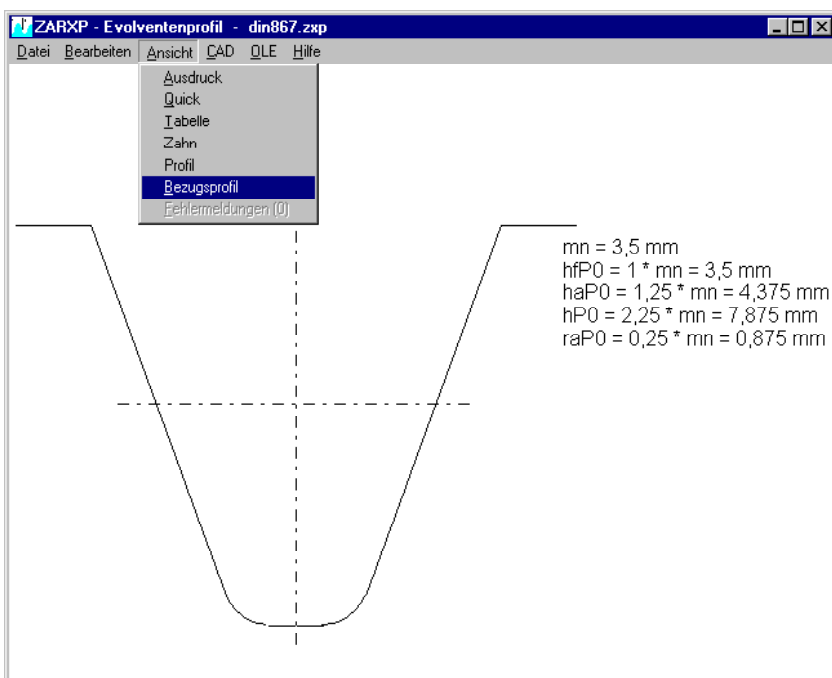 ZARXP - Evolventenprofil - din867.zxp
Datei Bearbeiten Ansicht CAD OLE Hilfe
Ausdruck
Quick
Tabelle
Zahn
Profil
Bezugsprofil
Fehlermeldungen (0)
mn = 3,5 mm
hfP0 = 1 * mn = 3,5 mm
haP0 = 1,25 * mn = 4,375 mm
hP0 = 2,25 * mn = 7,875 mm
raP0 = 0,25 * mn = 0,875 mm